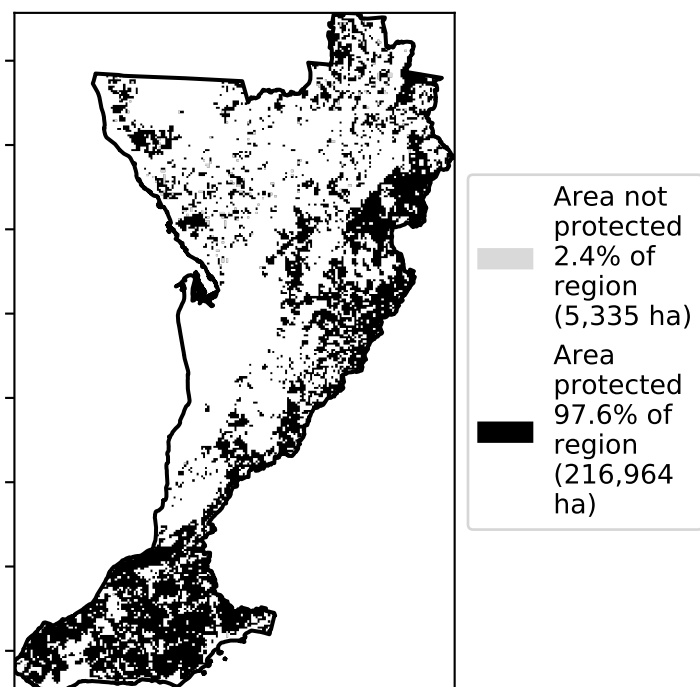 Area not
protected
2.4% of
region
(5,335 ha)
Area
protected
97.6% of
region
(216,964
ha)